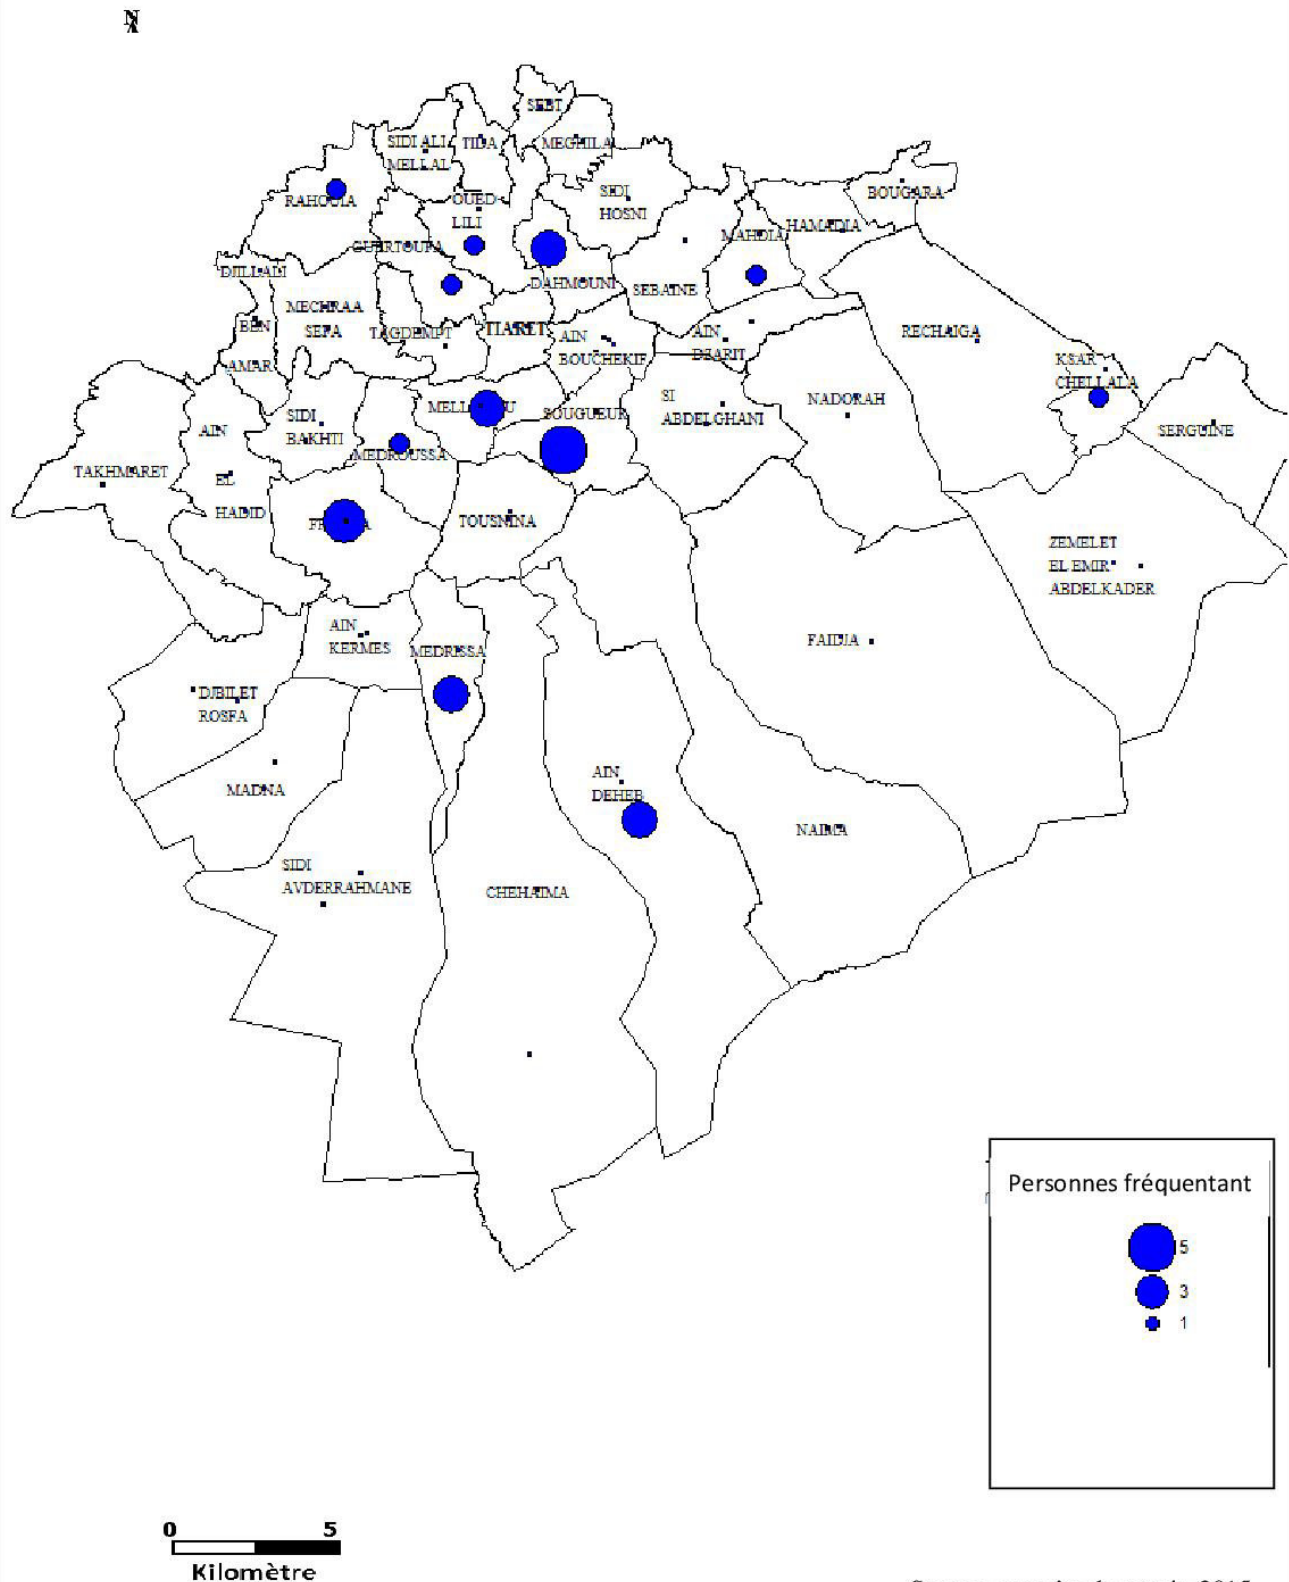 N
SEBT
SIDI ALI
MELLAL
TIDA
MEGHILA
RAHOUIA
OUED
LILI
SIDI
HOSNI
BOUGARA
GUERTOUFA
MAHDIA
HAMADIA
DJILLALI
BEN
AMAR
DAHMOUNI
SEBAINE
MECHRAA
SEFA
TAGDEMPT
TIARET
AIN
BOUCHEKIF
AIN
DZARIT
RECHAIGA
KSAR
CHELLALA
SIDI
BAKHTI
MEDROUSSA
SOUGUEUR
SI
ABDELGHANI
NADORAH
SERGUINE
TAKHMARET
AIN
EL
HADID
TOUSNINA
ZEMELET
EL EMIR
ABDELKADER
AIN
KERMES
MEDRISSA
FAIDJA
DJBILET
ROSFA
MADNA
AIN
DEHEB
NAIMA
SIDI
AVDERRAHMANE
CHEHAIMA
Personnes fréquentant
5
3
1
0 5
Kilomètre